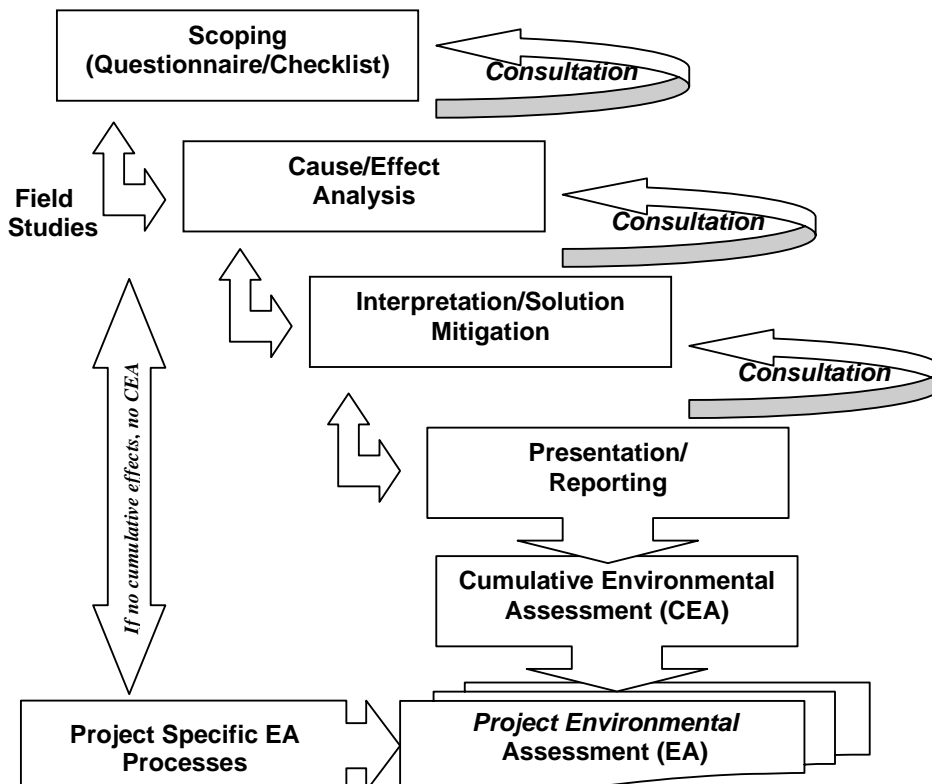 Scoping
(Questionnaire/Checklist)
Consultation
Cause/Effect
Analysis
Field
Studies
Consultation
Interpretation/Solution
Mitigation
Consultation
If no cumulative effects, no CEA
Presentation/
Reporting
Cumulative Environmental
Assessment (CEA)
Project Specific EA
Processes
Project Environmental
Assessment (EA)